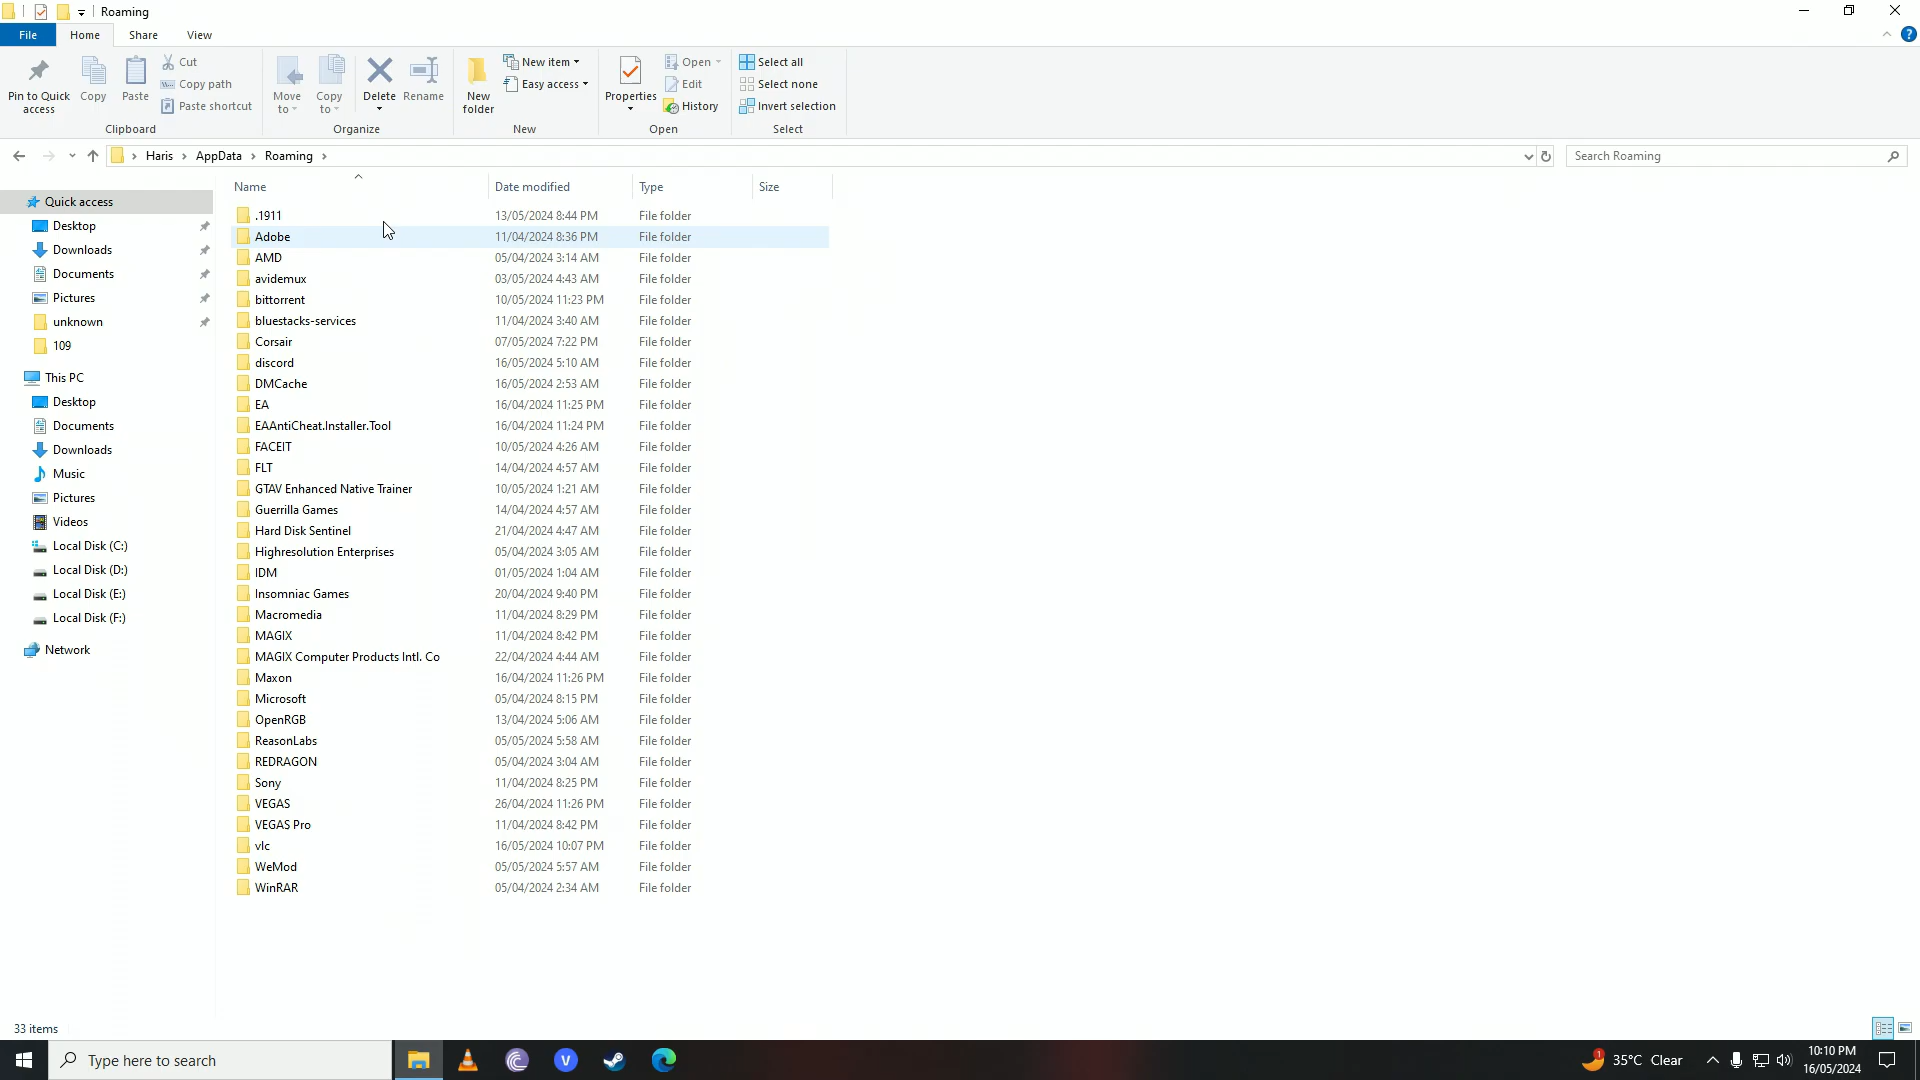 Roaming
File Home Share View
Pin to Quick access
Copy
Paste
Cut
Copy path
Paste shortcut
Clipboard
Move to
Copy to
Delete
Rename
Organize
New folder
New item
Easy access
New
Properties
Open
Edit
History
Open
Select all
Select none
Invert selection
Select
Haris > AppData > Roaming >
Search Roaming
Quick access
Desktop
Downloads
Documents
Pictures
unknown
109
This PC
Desktop
Documents
Downloads
Music
Pictures
Videos
Local Disk (C:)
Local Disk (D:)
Local Disk (E:)
Local Disk (F:)
Network
Name Date modified Type Size
.1911 13/05/2024 8:44 PM File folder
Adobe 11/04/2024 8:36 PM File folder
AMD 05/04/2024 3:14 AM File folder
avidemux 03/05/2024 4:43 AM File folder
bittorrent 10/05/2024 11:23 PM File folder
bluestacks-services 11/04/2024 3:40 AM File folder
Corsair 07/05/2024 7:22 PM File folder
discord 16/05/2024 5:10 AM File folder
DMCache 16/05/2024 2:53 AM File folder
EA 16/04/2024 11:25 PM File folder
EAAntiCheat.Installer.Tool 16/04/2024 11:24 PM File folder
FACEIT 10/05/2024 4:26 AM File folder
FLT 14/04/2024 4:57 AM File folder
GTAV Enhanced Native Trainer 10/05/2024 1:21 AM File folder
Guerrilla Games 14/04/2024 4:57 AM File folder
Hard Disk Sentinel 21/04/2024 4:47 AM File folder
Highresolution Enterprises 05/04/2024 3:05 AM File folder
IDM 01/05/2024 1:04 AM File folder
Insomniac Games 20/04/2024 9:40 PM File folder
Macromedia 11/04/2024 8:29 PM File folder
MAGIX 11/04/2024 8:42 PM File folder
MAGIX Computer Products Intl. Co 22/04/2024 4:44 AM File folder
Maxon 16/04/2024 11:26 PM File folder
Microsoft 05/04/2024 8:15 PM File folder
OpenRGB 13/04/2024 5:06 AM File folder
ReasonLabs 05/05/2024 5:58 AM File folder
REDRAGON 05/04/2024 3:04 AM File folder
Sony 11/04/2024 8:25 PM File folder
VEGAS 26/04/2024 11:26 PM File folder
VEGAS Pro 11/04/2024 8:42 PM File folder
vlc 16/05/2024 10:07 PM File folder
WeMod 05/05/2024 5:57 AM File folder
WinRAR 05/04/2024 2:34 AM File folder
33 items
Type here to search
V
1
35°C Clear
10:10 PM
16/05/2024